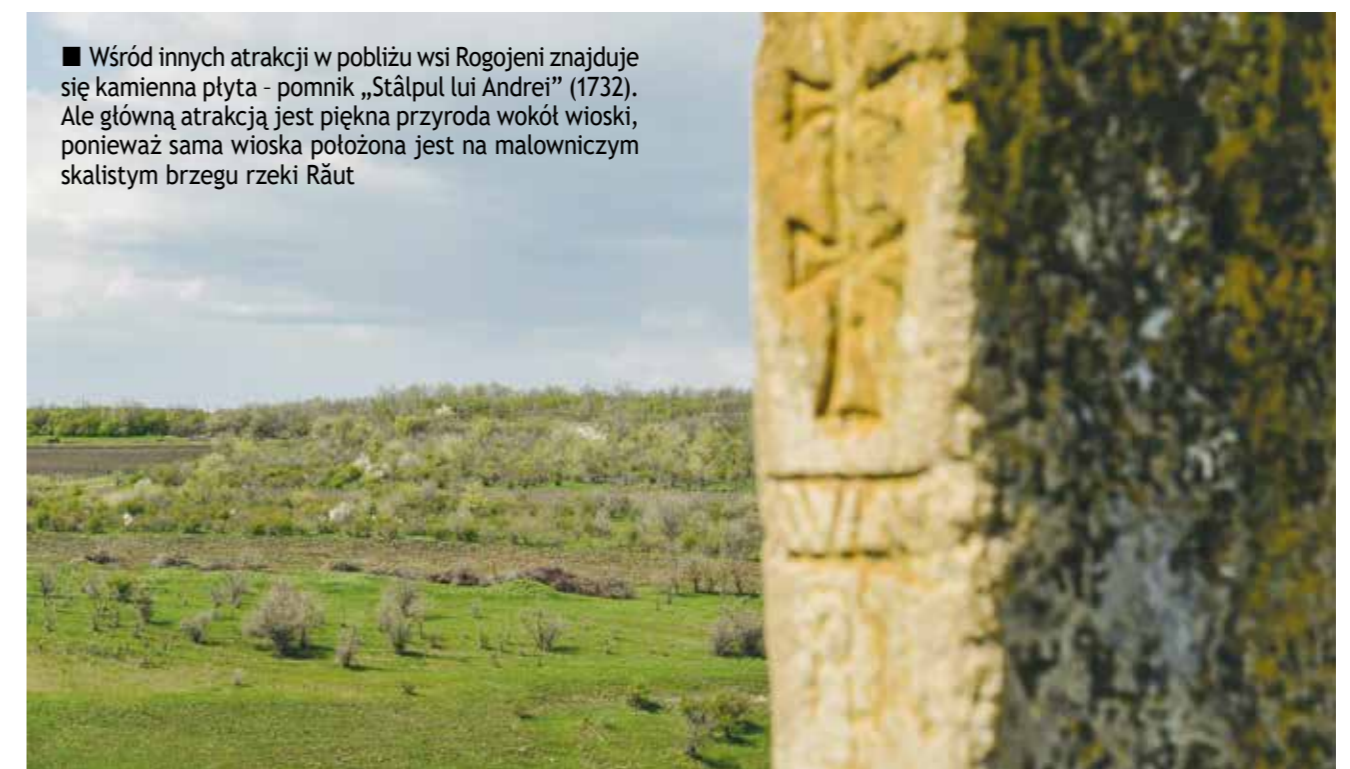 ■ Wśród innych atrakcji w pobliżu wsi Rogojeni znajduje
się kamienna płyta - pomnik „Stâlpul lui Andrei” (1732).
Ale główną atrakcją jest piękna przyroda wokół wioski,
ponieważ sama wioska położona jest na malowniczym
skalistym brzegu rzeki Răut